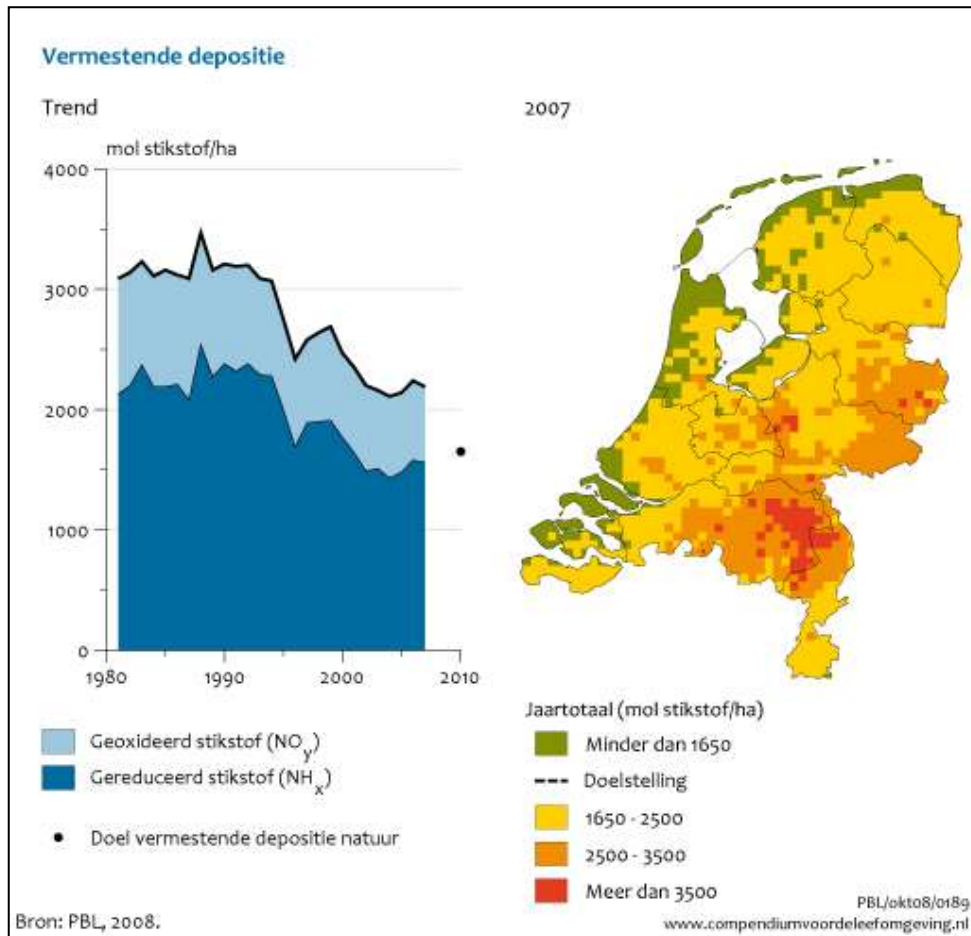 Vermestende depositie
Trend
mol stikstof/ha
4000
3000
2000
1000
0
1980
1990
2000
2010
Geoxideerd stikstof (NOy)
Gereduceerd stikstof (NHx)
Doel vermestende depositie natuur
Bron: PBL, 2008.
2007
Jaartotaal (mol stikstof/ha)
Minder dan 1650
Doelstelling
1650 - 2500
2500 - 3500
Meer dan 3500
PBL/okt08/0189
www.compendiumvoordeleefomgeving.nl